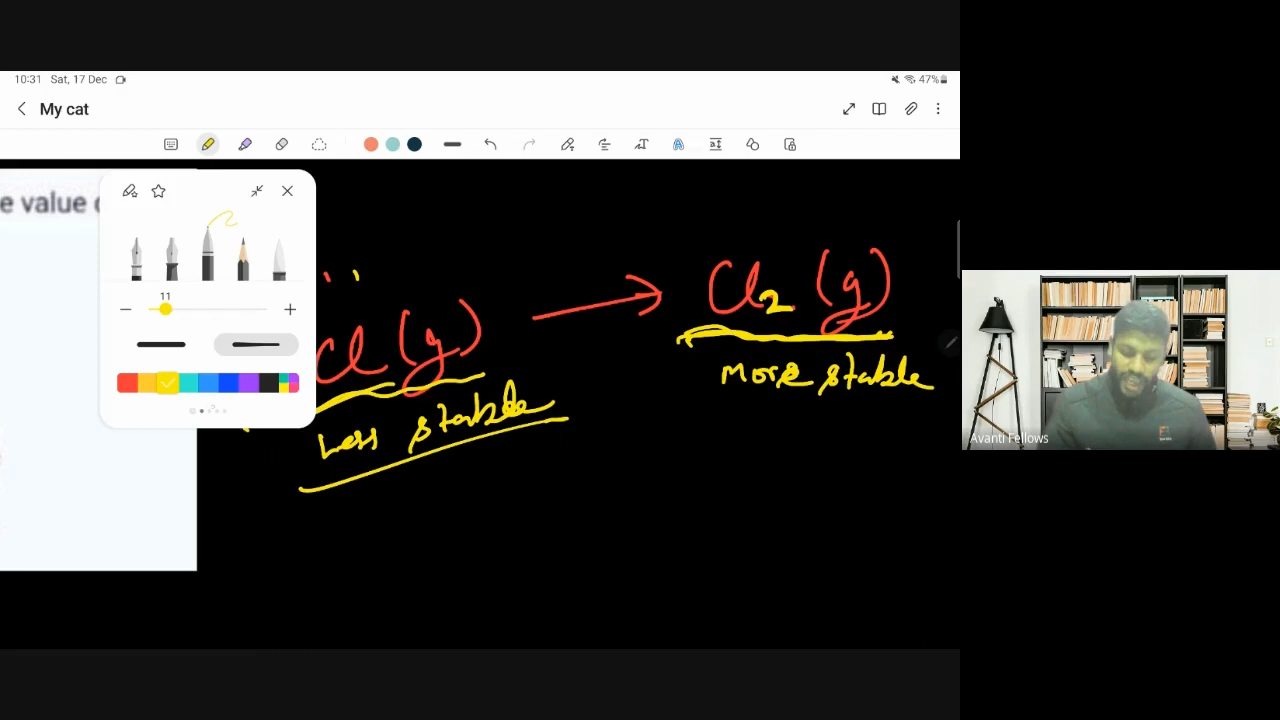 10:31 Sat, 17 Dec
47%
My cat
e value
11
Cl (g) → Cl2 (g)
Less stable
more stable
Avanti Fellows